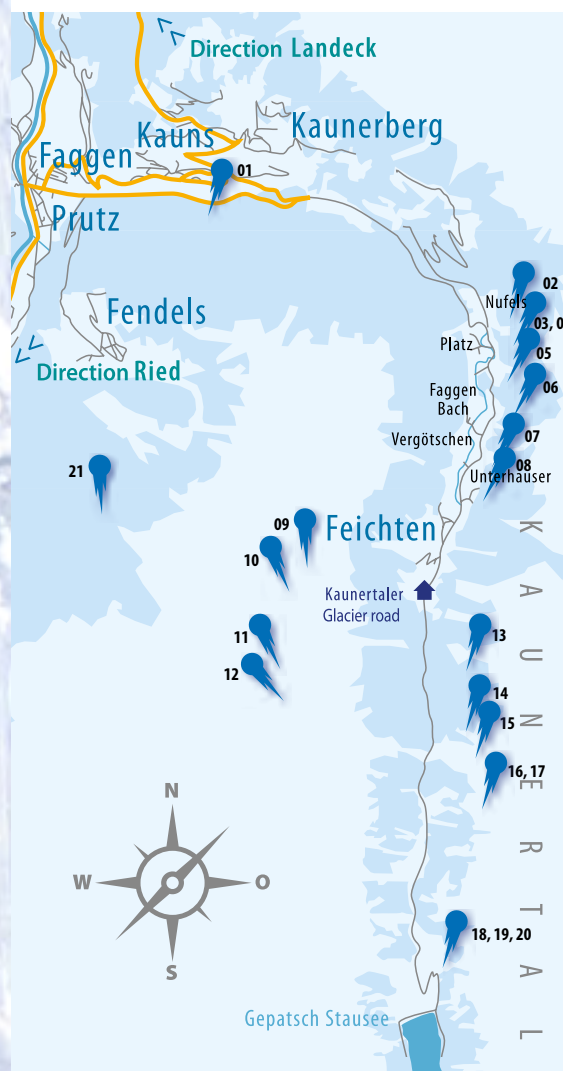 Direction Landeck
Kaunerberg
Kauns
Faggen
01
Prutz
02
Nufels
Fendels
03, 0
Platz
05
Direction Ried
06
Faggen
Bach
07
Vergötschen
08
21
Unterhäuser
09
Feichten
10
Kaunertaler
Glacier road
11
13
12
14
15
16, 17
N
W
O
S
18, 19, 20
Gepatsch Stausee
KAUNERTAL